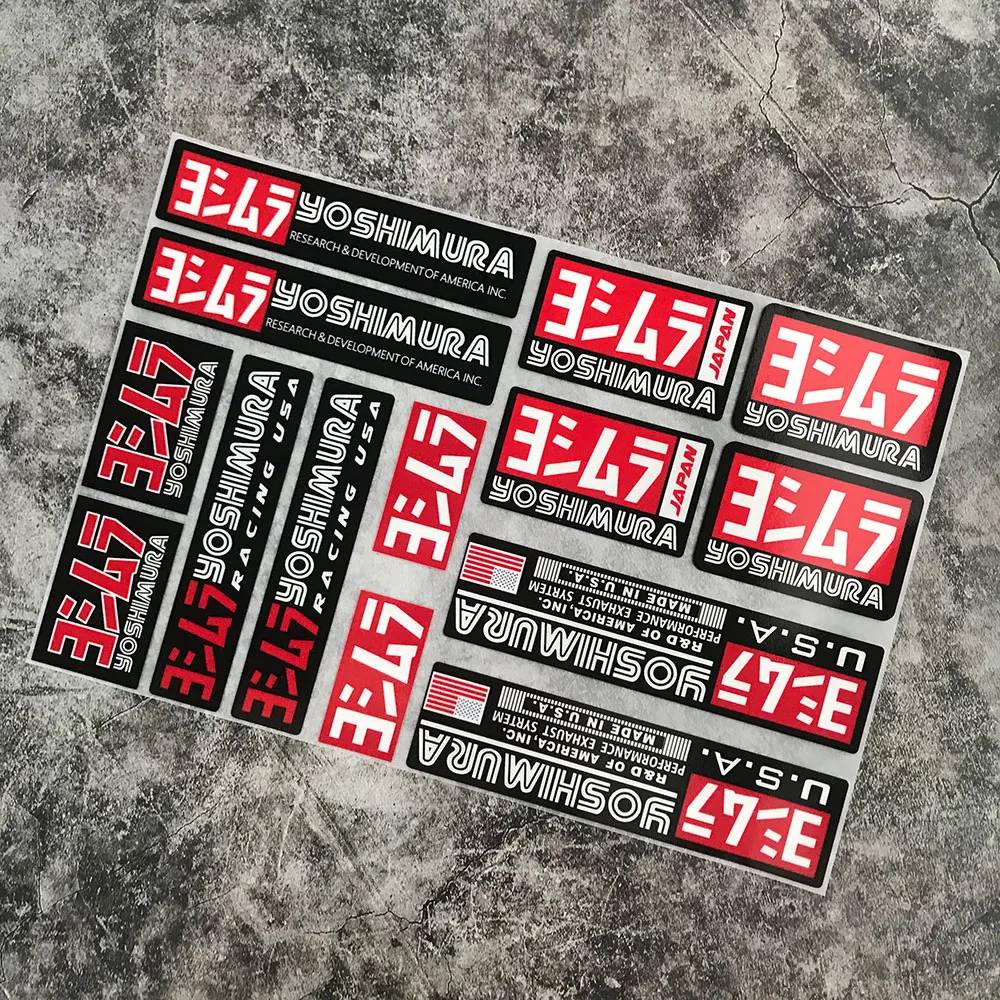 ヨシムラ YOSHIMURA
RESEARCH & DEVELOPMENT OF AMERICA INC.
ヨシムラ YOSHIMURA
RESEARCH & DEVELOPMENT OF AMERICA INC.
ヨシムラ JAPAN
YOSHIMURA
ヨシムラ
YOSHIMURA
ヨシムラ JAPAN
YOSHIMURA
ヨシムラ
YOSHIMURA
ヨシムラ
YOSHIMURA
ヨシムラ
YOSHIMURA
ヨシムラ YOSHIMURA
RACING USA
ヨシムラ YOSHIMURA
RACING USA
ヨシムラ
ヨシムラ
U.S.A.
ヨシムラ YOSHIMURA
R&D OF AMERICA, INC.
PERFORMANCE EXHAUST SYRTEM
MADE IN U.S.A.
U.S.A.
ヨシムラ YOSHIMURA
R&D OF AMERICA, INC.
PERFORMANCE EXHAUST SYRTEM
MADE IN U.S.A.